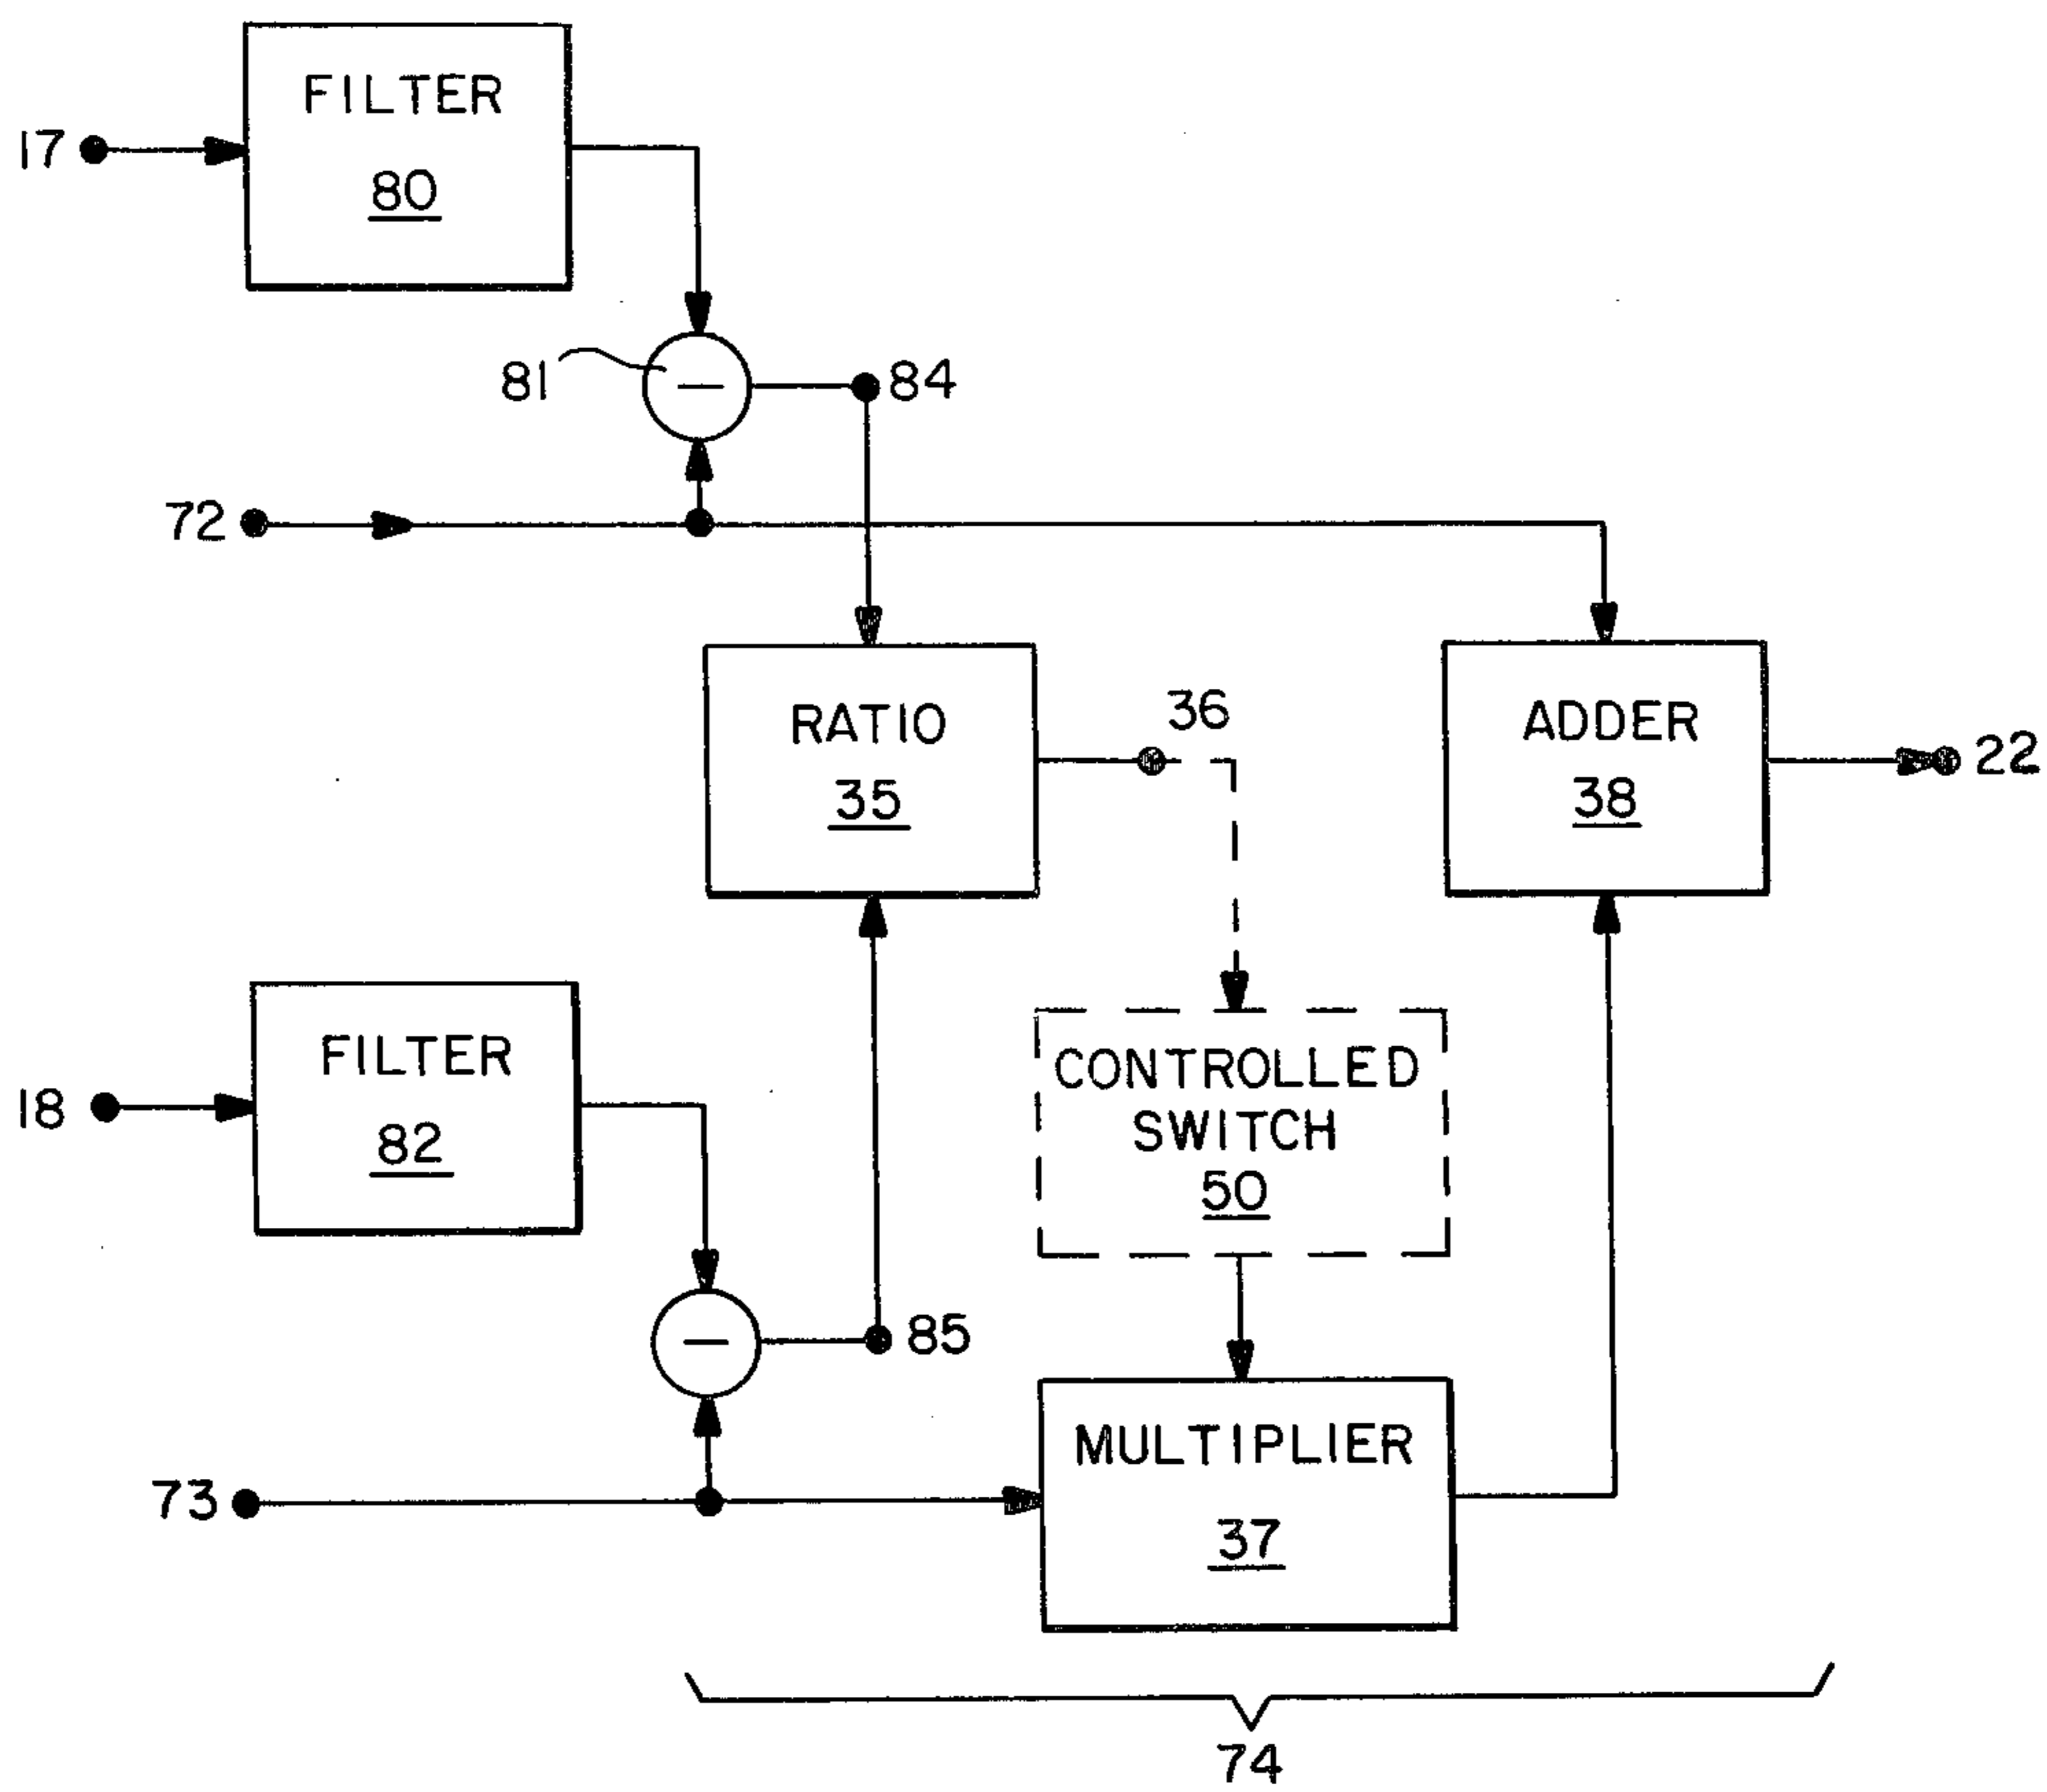 FILTER
80
17
81
84
72
RATIO
35
36
ADDER
38
22
FILTER
82
18
CONTROLLED
SWITCH
50
85
73
MULTIPLIER
37
74